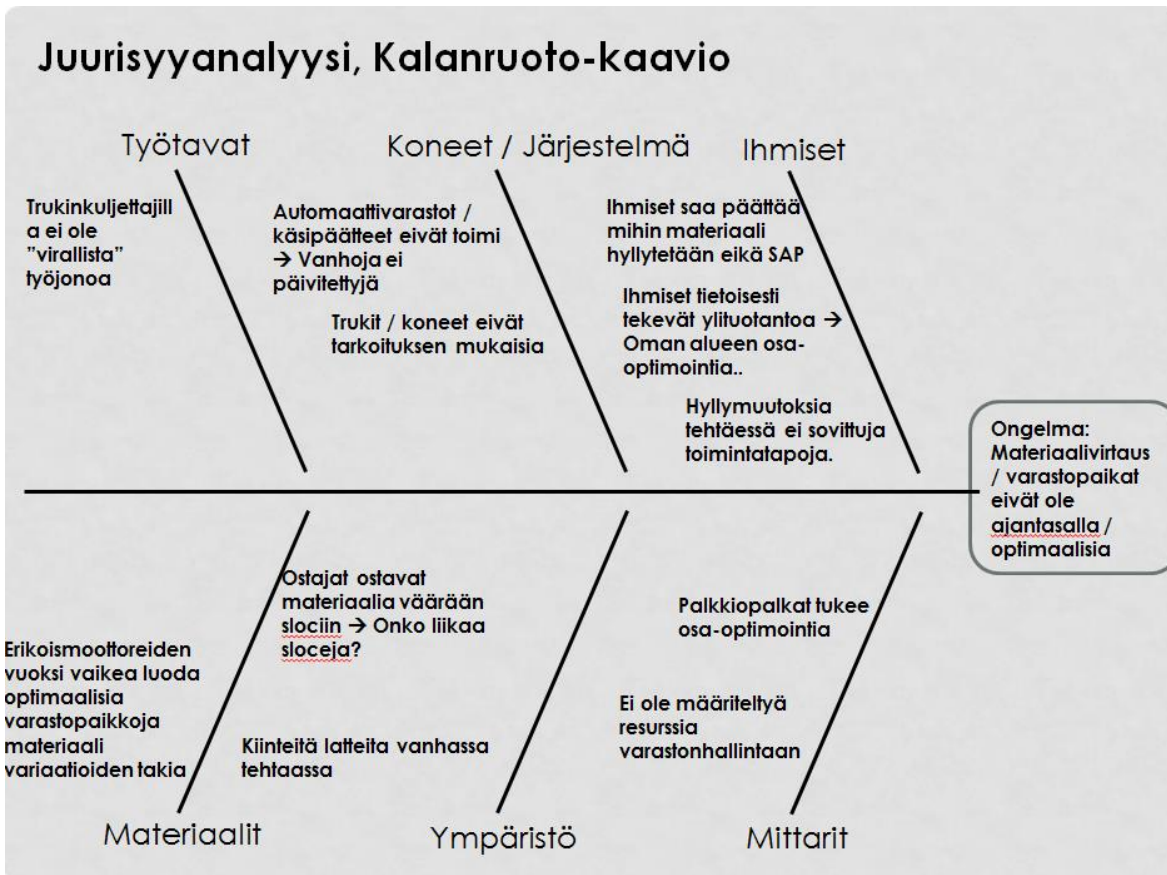 Juurisyyanalyysi, Kalanruoto-kaavio
Työtavat
Koneet / Järjestelmä
Ihmiset
Trukinkuljettajill
a ei ole
"virallista"
työjonoa
Automaattivarastot /
käsipäätteet eivät toimi
→ Vanhoja ei
päivitettyjä
Trukit / koneet eivät
tarkoituksen mukaisia
Ihmiset saa päättää
mihin materiaali
hyllytetään eikä SAP
Ihmiset tietoisesti
tekevät ylituotantoa →
Oman alueen osa-
optimointia..
Hyllymuutoksia
tehtäessä ei sovittuja
toimintatapoja.
Ongelma:
Materiaalivirtaus
/ varastopaikat
eivät ole
ajantasalla /
optimaalisia
Erikoismoottoreiden
vuoksi vaikea luoda
optimaalisia
varastopaikkoja
materiaali
variaatioiden takia
Ostajat ostavat
materiaalia väärään
slociin → Onko liikaa
sloceja?
Kiinteitä latteita vanhassa
tehtaassa
Palkkiopalkat tukee
osa-optimointia
Ei ole määriteltyä
resurssia
varastonhallintaan
Materiaalit
Ympäristö
Mittarit